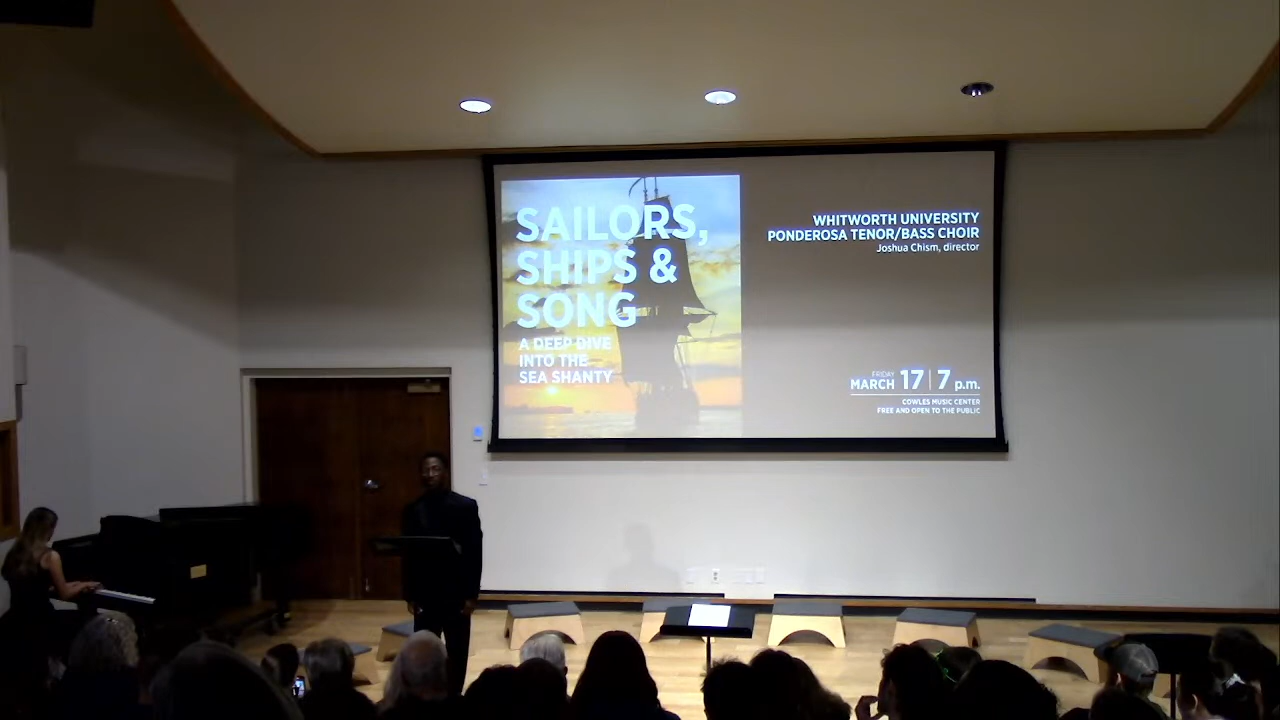 SAILORS,
SHIPS &
SONG
A DEEP DIVE
INTO THE
SEA SHANTY
WHITWORTH UNIVERSITY
PONDEROSA TENOR/BASS CHOIR
Joshua Chism, director
FRIDAY
MARCH 17 | 7 p.m.
COWLES MUSIC CENTER
FREE AND OPEN TO THE PUBLIC